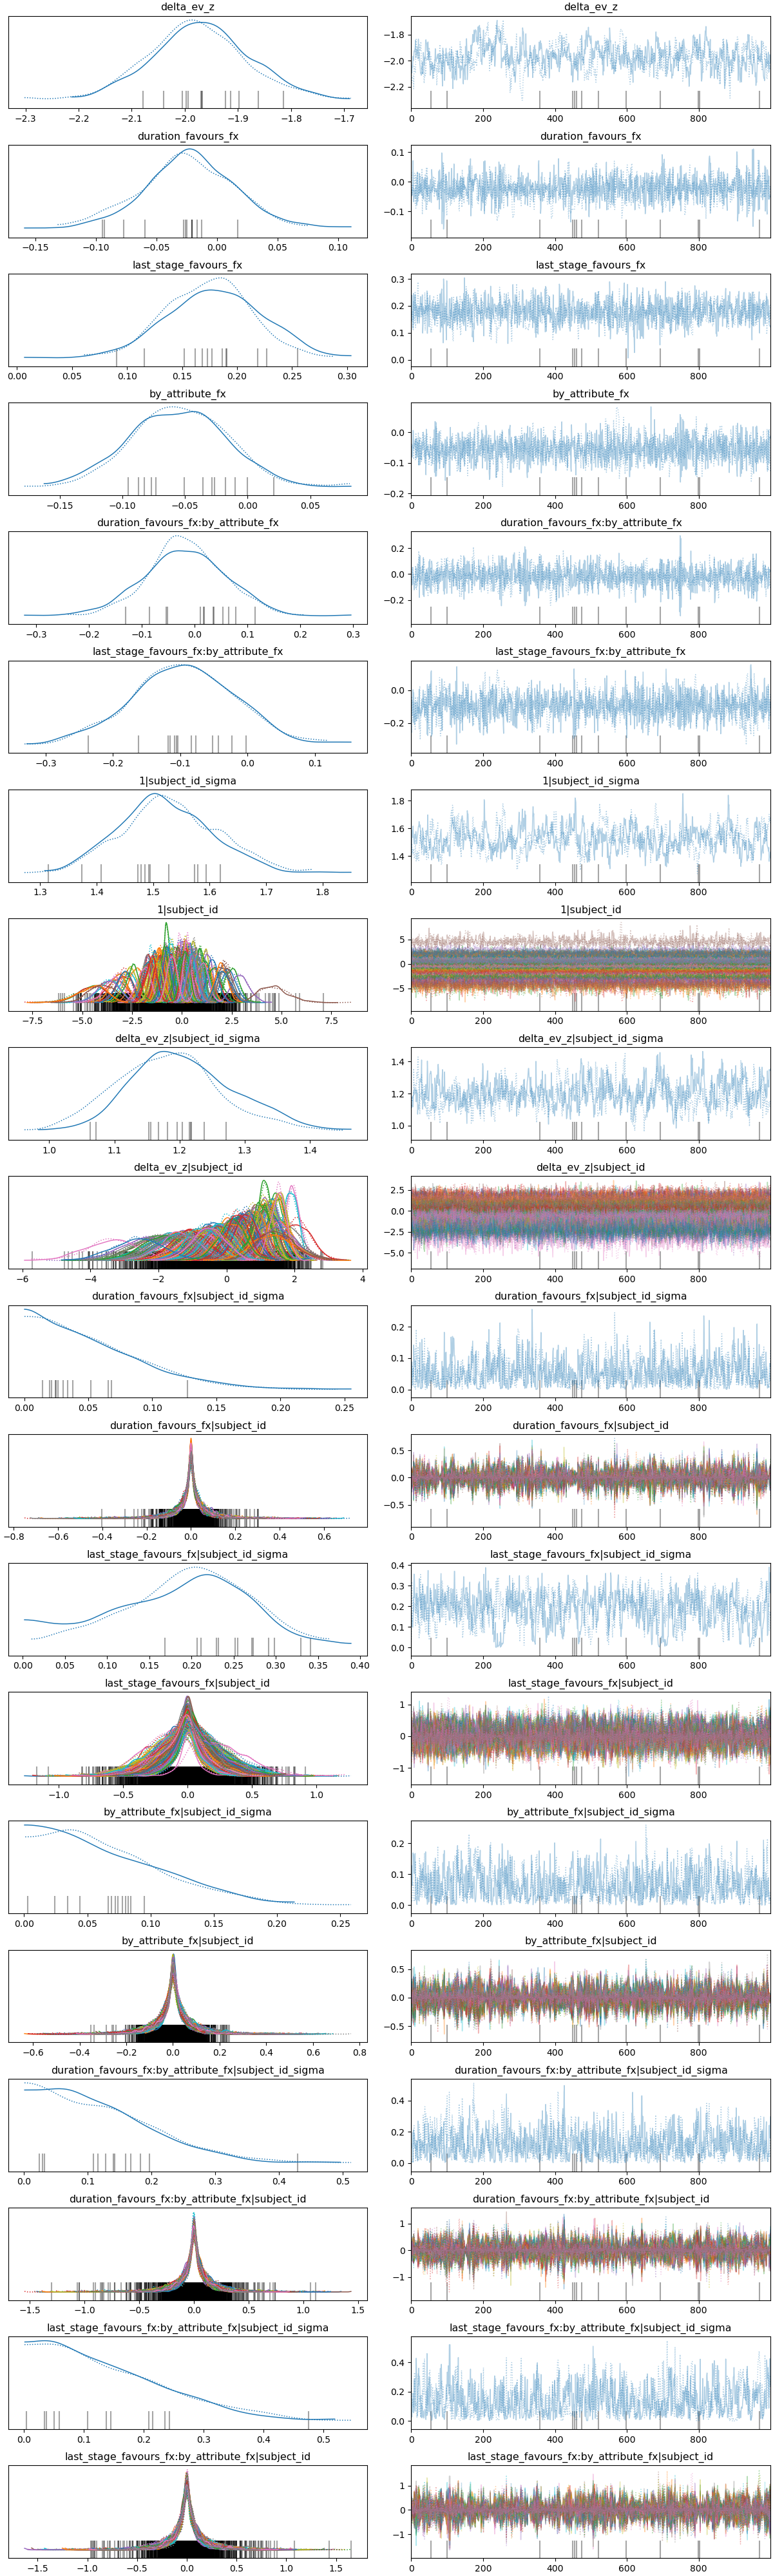 delta_ev_z delta_ev_z
−2.3 −2.2 −2.1 −2.0 −1.9 −1.8 −1.7
−1.8
−2.0
−2.2
0 200 400 600 800
duration_favours_fx duration_favours_fx
−0.15 −0.10 −0.05 0.00 0.05 0.10
0.1
0.0
−0.1
0 200 400 600 800
last_stage_favours_fx last_stage_favours_fx
0.00 0.05 0.10 0.15 0.20 0.25 0.30
0.3
0.2
0.1
0.0
0 200 400 600 800
by_attribute_fx by_attribute_fx
−0.15 −0.10 −0.05 0.00 0.05
0.0
−0.1
−0.2
0 200 400 600 800
duration_favours_fx:by_attribute_fx duration_favours_fx:by_attribute_fx
−0.3 −0.2 −0.1 0.0 0.1 0.2 0.3
0.2
0.0
−0.2
0 200 400 600 800
last_stage_favours_fx:by_attribute_fx last_stage_favours_fx:by_attribute_fx
−0.3 −0.2 −0.1 0.0 0.1
0.0
−0.2
0 200 400 600 800
1|subject_id_sigma 1|subject_id_sigma
1.3 1.4 1.5 1.6 1.7 1.8
1.8
1.6
1.4
0 200 400 600 800
1|subject_id 1|subject_id
−7.5 −5.0 −2.5 0.0 2.5 5.0 7.5
5
0
−5
0 200 400 600 800
delta_ev_z|subject_id_sigma delta_ev_z|subject_id_sigma
1.0 1.1 1.2 1.3 1.4
1.4
1.2
1.0
0 200 400 600 800
delta_ev_z|subject_id delta_ev_z|subject_id
−6 −4 −2 0 2 4
2.5
0.0
−2.5
−5.0
0 200 400 600 800
duration_favours_fx|subject_id_sigma duration_favours_fx|subject_id_sigma
0.00 0.05 0.10 0.15 0.20 0.25
0.2
0.1
0.0
0 200 400 600 800
duration_favours_fx|subject_id duration_favours_fx|subject_id
−0.8 −0.6 −0.4 −0.2 0.0 0.2 0.4 0.6
0.5
0.0
−0.5
0 200 400 600 800
last_stage_favours_fx|subject_id_sigma last_stage_favours_fx|subject_id_sigma
0.00 0.05 0.10 0.15 0.20 0.25 0.30 0.35 0.40
0.4
0.3
0.2
0.1
0.0
0 200 400 600 800
last_stage_favours_fx|subject_id last_stage_favours_fx|subject_id
−1.0 −0.5 0.0 0.5 1.0
1
0
−1
0 200 400 600 800
by_attribute_fx|subject_id_sigma by_attribute_fx|subject_id_sigma
0.00 0.05 0.10 0.15 0.20 0.25
0.2
0.1
0.0
0 200 400 600 800
by_attribute_fx|subject_id by_attribute_fx|subject_id
−0.6 −0.4 −0.2 0.0 0.2 0.4 0.6 0.8
0.5
0.0
−0.5
0 200 400 600 800
duration_favours_fx:by_attribute_fx|subject_id_sigma duration_favours_fx:by_attribute_fx|subject_id_sigma
0.0 0.1 0.2 0.3 0.4 0.5
0.4
0.2
0.0
0 200 400 600 800
duration_favours_fx:by_attribute_fx|subject_id duration_favours_fx:by_attribute_fx|subject_id
−1.5 −1.0 −0.5 0.0 0.5 1.0 1.5
1
0
−1
0 200 400 600 800
last_stage_favours_fx:by_attribute_fx|subject_id_sigma last_stage_favours_fx:by_attribute_fx|subject_id_sigma
0.0 0.1 0.2 0.3 0.4 0.5
0.4
0.2
0.0
0 200 400 600 800
last_stage_favours_fx:by_attribute_fx|subject_id last_stage_favours_fx:by_attribute_fx|subject_id
−1.5 −1.0 −0.5 0.0 0.5 1.0 1.5
1
0
−1
0 200 400 600 800